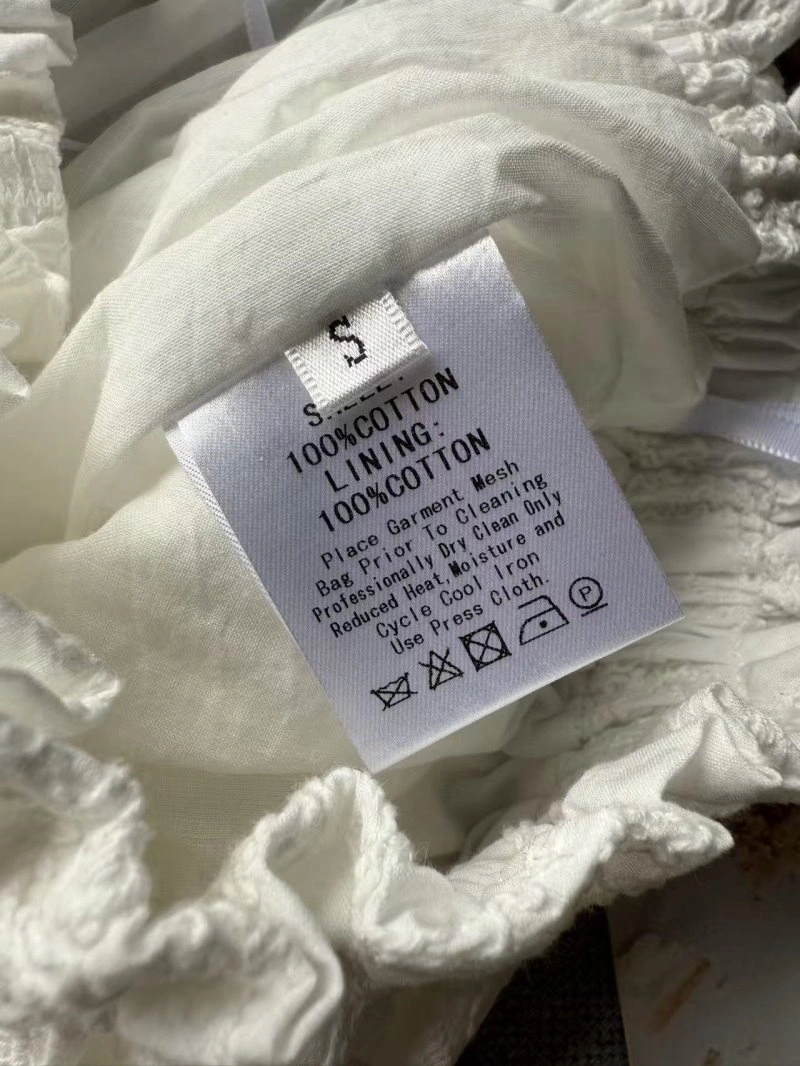 S
100%COTTON
LINING:
100%COTTON
Place Garment Mesh
Bag Prior To Cleaning
Professionally Dry Clean Only
Reduced Heat,Moisture and
Cycle Cool Iron
Use Press Cloth.
P